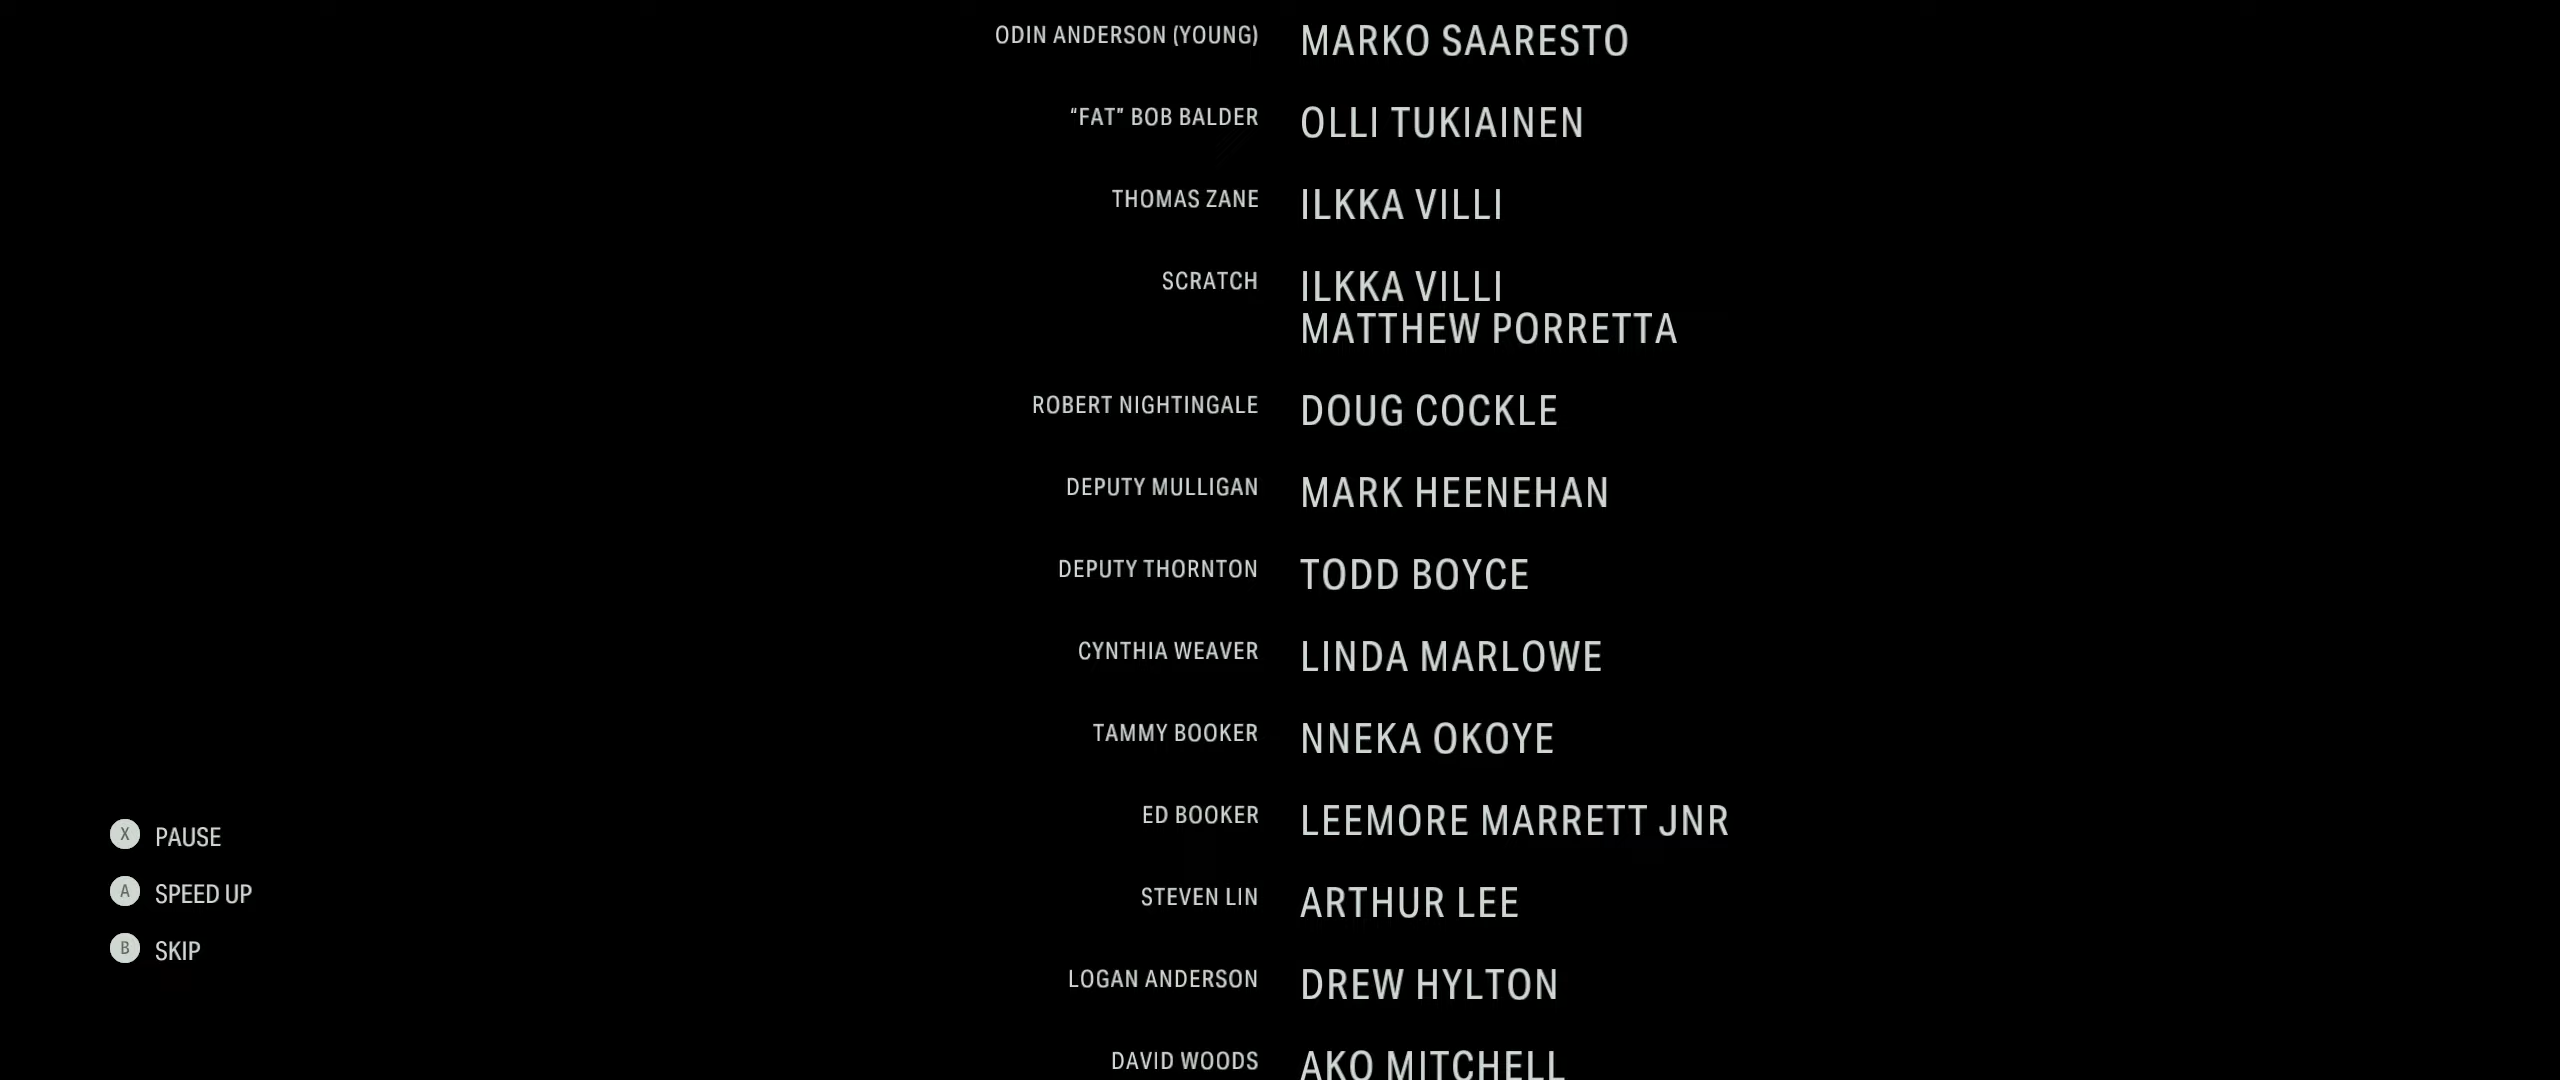 ODIN ANDERSON (YOUNG) MARKO SAARESTO
“FAT” BOB BALDER OLLI TUKIAINEN
THOMAS ZANE ILKKA VILLI
SCRATCH ILKKA VILLI
MATTHEW PORRETTA
ROBERT NIGHTINGALE DOUG COCKLE
DEPUTY MULLIGAN MARK HEENEHAN
DEPUTY THORNTON TODD BOYCE
CYNTHIA WEAVER LINDA MARLOWE
TAMMY BOOKER NNEKA OKOYE
ED BOOKER LEEMORE MARRETT JNR
STEVEN LIN ARTHUR LEE
LOGAN ANDERSON DREW HYLTON
DAVID WOODS AKO MITCHELL
X PAUSE
A SPEED UP
B SKIP